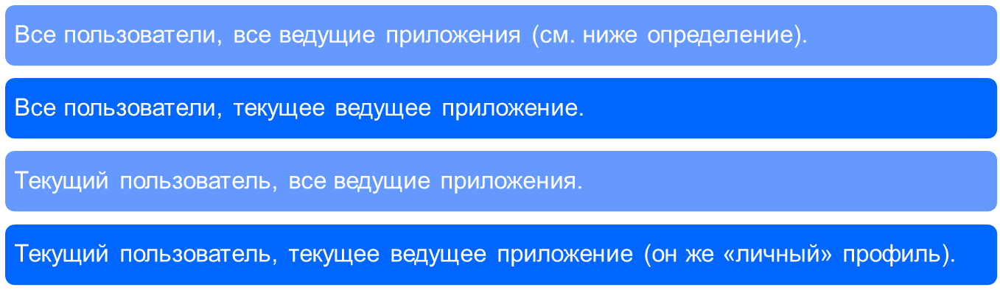 Все пользователи, все ведущие приложения (см. ниже определение).
Все пользователи, текущее ведущее приложение.
Текущий пользователь, все ведущие приложения.
Текущий пользователь, текущее ведущее приложение (он же «личный» профиль).